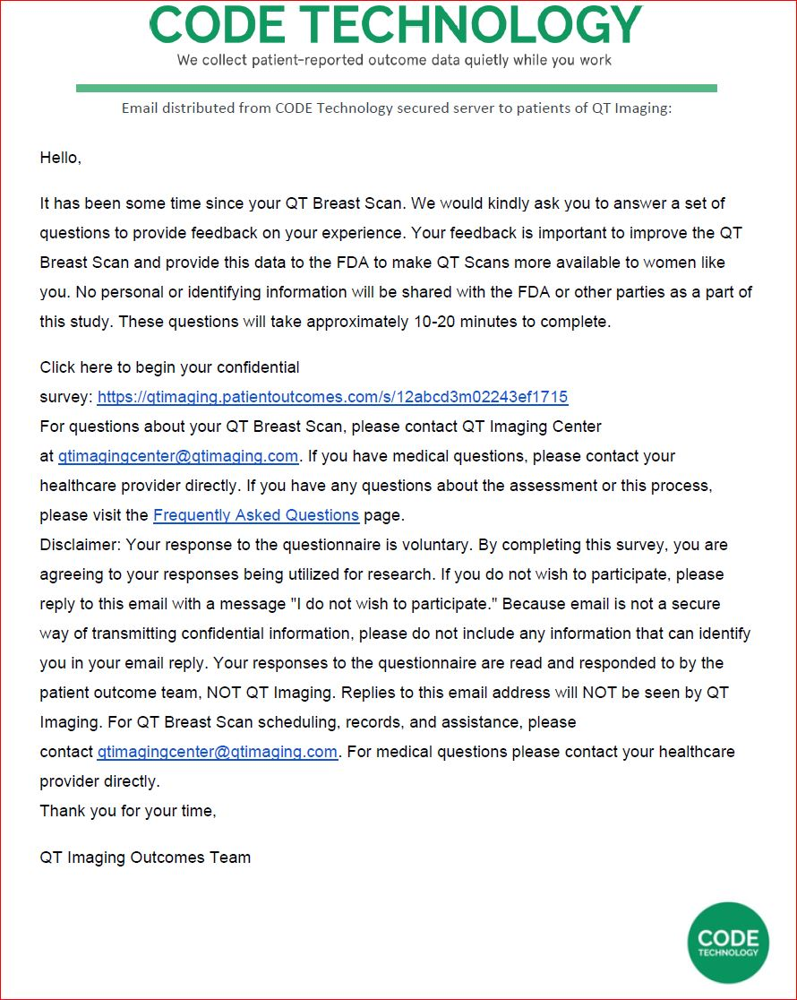 CODE TECHNOLOGY
We collect patient-reported outcome data quietly while you work
Email distributed from CODE Technology secured server to patients of QT Imaging:
Hello,
It has been some time since your QT Breast Scan. We would kindly ask you to answer a set of
questions to provide feedback on your experience. Your feedback is important to improve the QT
Breast Scan and provide this data to the FDA to make QT Scans more available to women like
you. No personal or identifying information will be shared with the FDA or other parties as a part of
this study. These questions will take approximately 10-20 minutes to complete.
Click here to begin your confidential
survey: https://qtimaging.patientoutcomes.com/s/12abcd3m02243ef1715
For questions about your QT Breast Scan, please contact QT Imaging Center
at qtimagingcenter@qtimaging.com. If you have medical questions, please contact your
healthcare provider directly. If you have any questions about the assessment or this process,
please visit the Frequently Asked Questions page.
Disclaimer: Your response to the questionnaire is voluntary. By completing this survey, you are
agreeing to your responses being utilized for research. If you do not wish to participate, please
reply to this email with a message "I do not wish to participate." Because email is not a secure
way of transmitting confidential information, please do not include any information that can identify
you in your email reply. Your responses to the questionnaire are read and responded to by the
patient outcome team, NOT QT Imaging. Replies to this email address will NOT be seen by QT
Imaging. For QT Breast Scan scheduling, records, and assistance, please
contact qtimagingcenter@qtimaging.com. For medical questions please contact your healthcare
provider directly.
Thank you for your time,
QT Imaging Outcomes Team
CODE
TECHNOLOGY